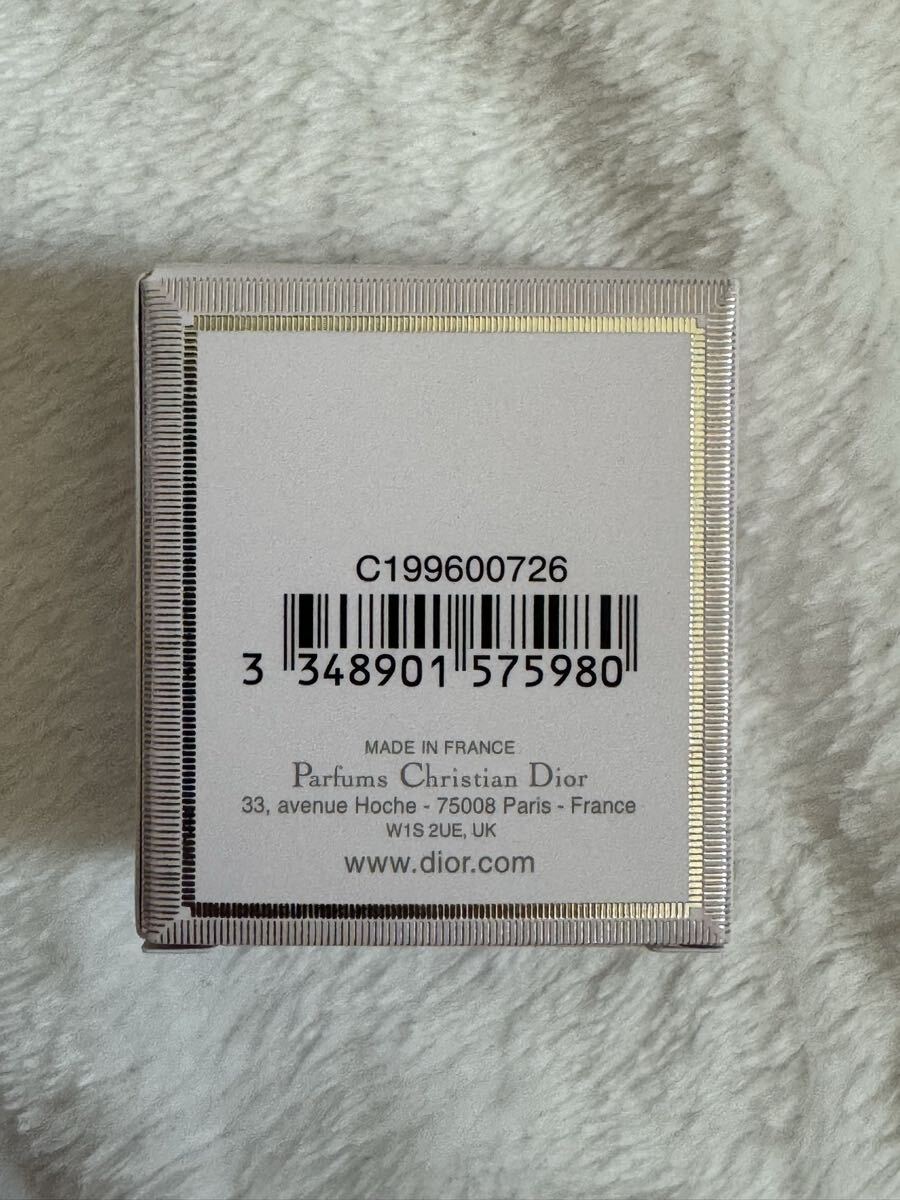 C199600726
3 348901 575980
MADE IN FRANCE
Parfums Christian Dior
33, avenue Hoche - 75008 Paris - France
W1S 2UE, UK
www.dior.com